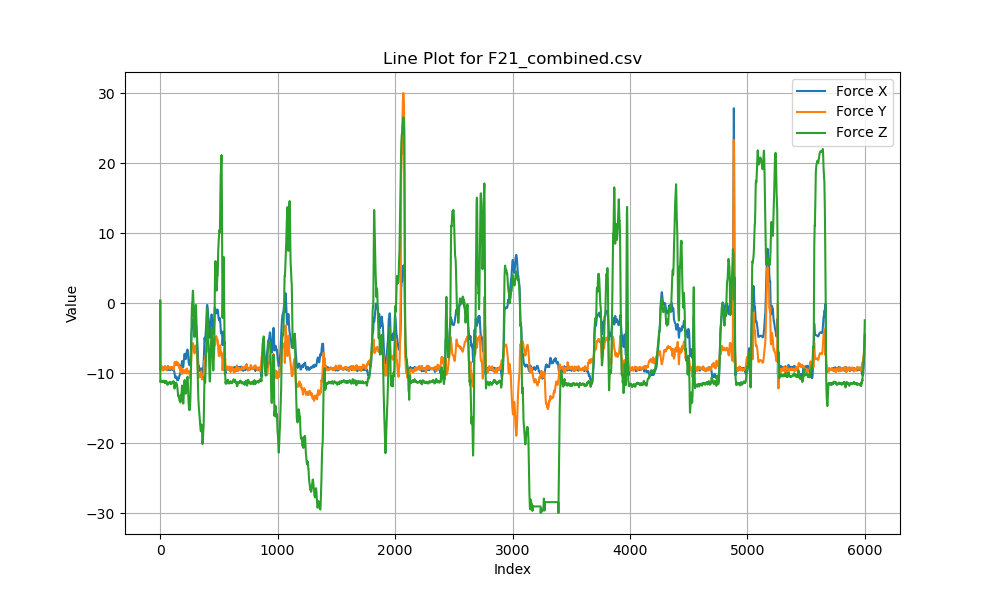 Line Plot for F21_combined.csv
Force X
Force Y
Force Z
Value
30
20
10
0
−10
−20
−30
0 1000 2000 3000 4000 5000 6000
Index